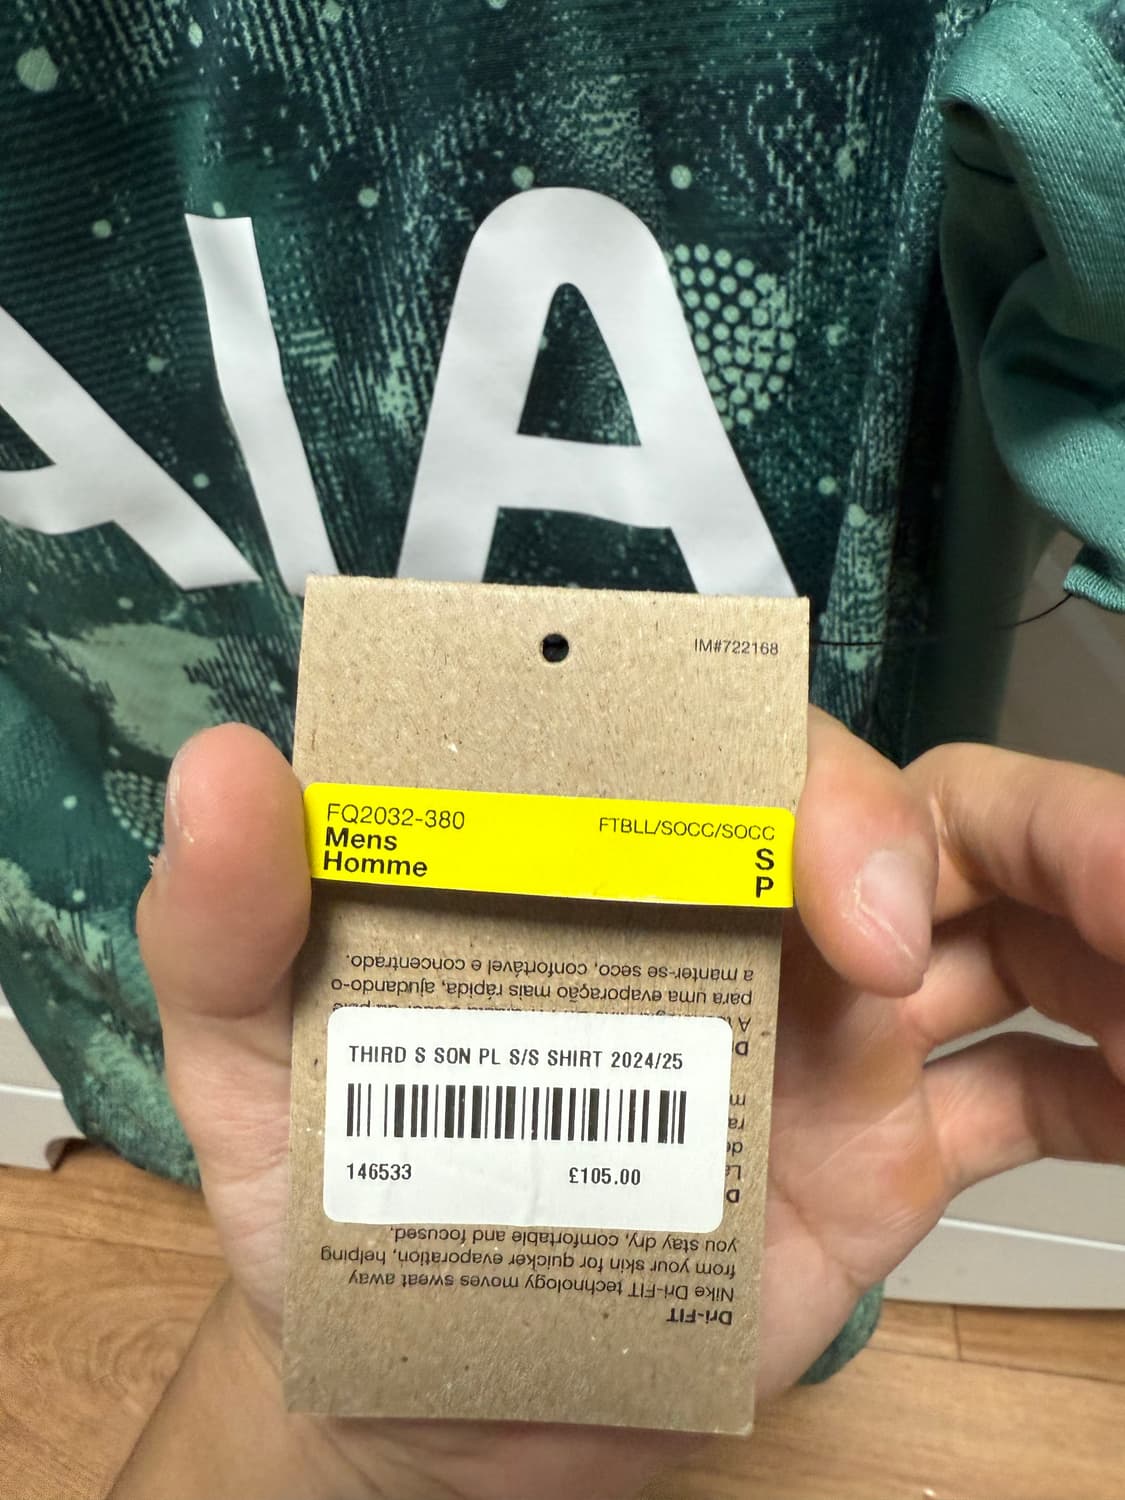 AIA
IM#722168
FQ2032-380
FTBLL/SOCC/SOCC
Mens
Homme
S
P
a manter-se seco, confortável e concentrado.
para uma evaporação mais rápida, ajudando-o
THIRD S SON PL S/S SHIRT 2024/25
146533
£105.00
Dri-FIT
Nike Dri-FIT technology moves sweat away
from your skin for quicker evaporation, helping
you stay dry, comfortable and focused.